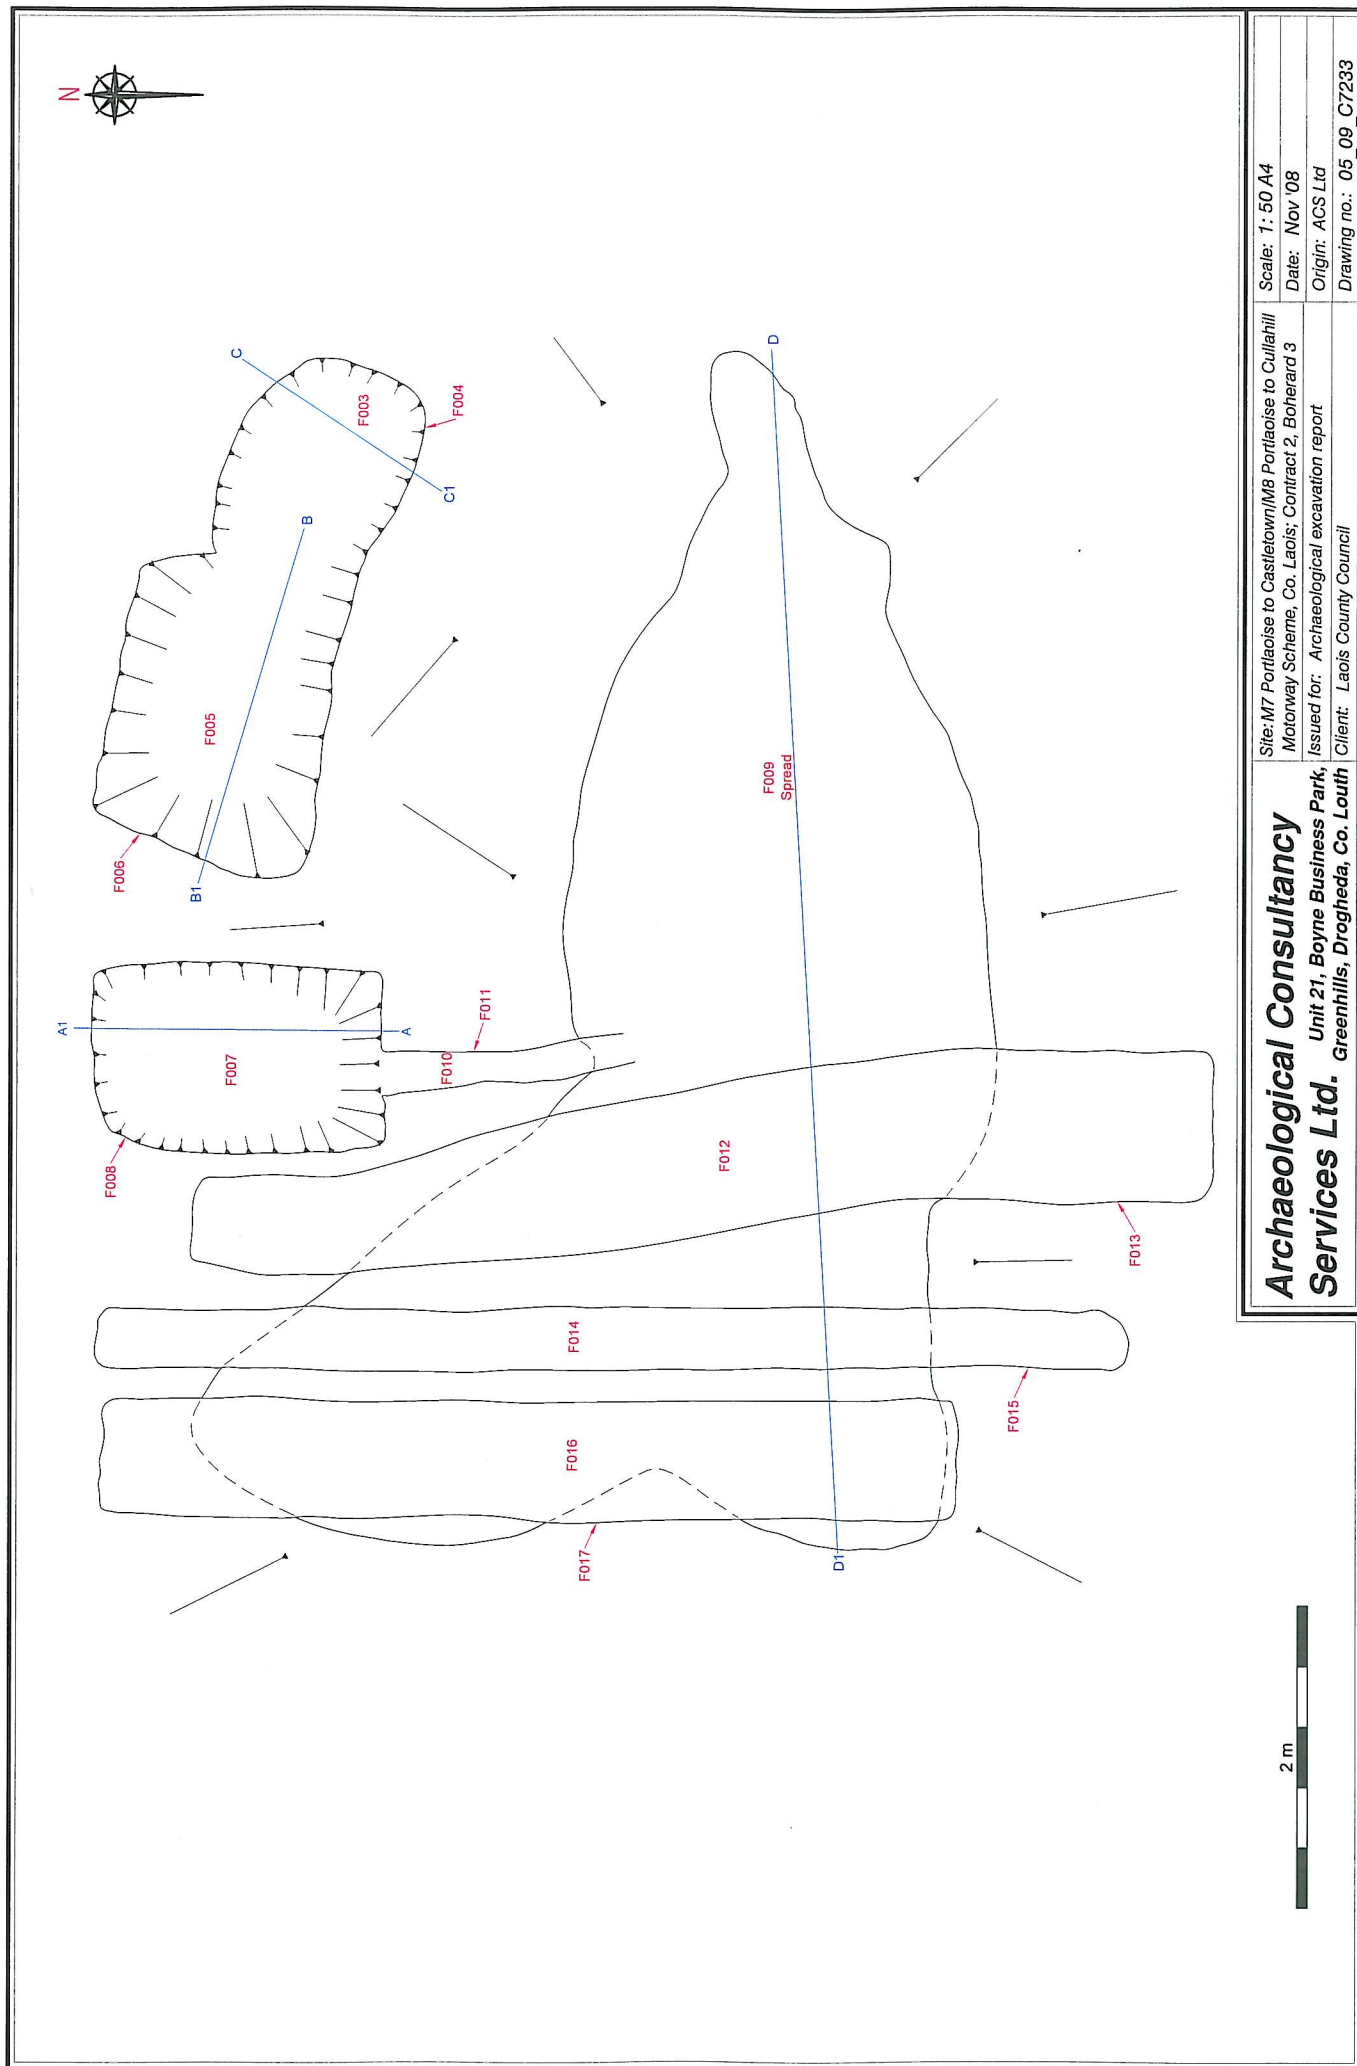 N
C
F003
F004
C1
B
F005
F006
B1
D
F009
Spread
A1
A
F011
F010
F007
F008
F012
F013
F014
F015
F016
F017
D1
2 m
Archaeological Consultancy
Services Ltd.
Unit 21, Boyne Business Park,
Greenhills, Drogheda, Co. Louth
Site: M7 Portlaoise to Castletown/M8 Portlaoise to Cullahill
Motorway Scheme, Co. Laois; Contract 2, Boherard 3
Issued for: Archaeological excavation report
Client: Laois County Council
Scale: 1: 50 A4
Date: Nov '08
Origin: ACS Ltd
Drawing no.: 05_09_C7233